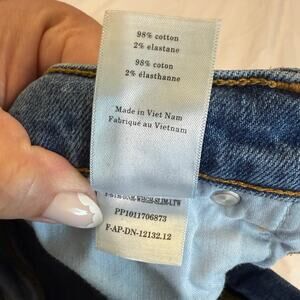 98% cotton
2% elastane
98% coton
2% élasthanne
Made in Viet Nam
Fabriqué au Vietnam
PP1011706873
F-AP-DN-12132.12